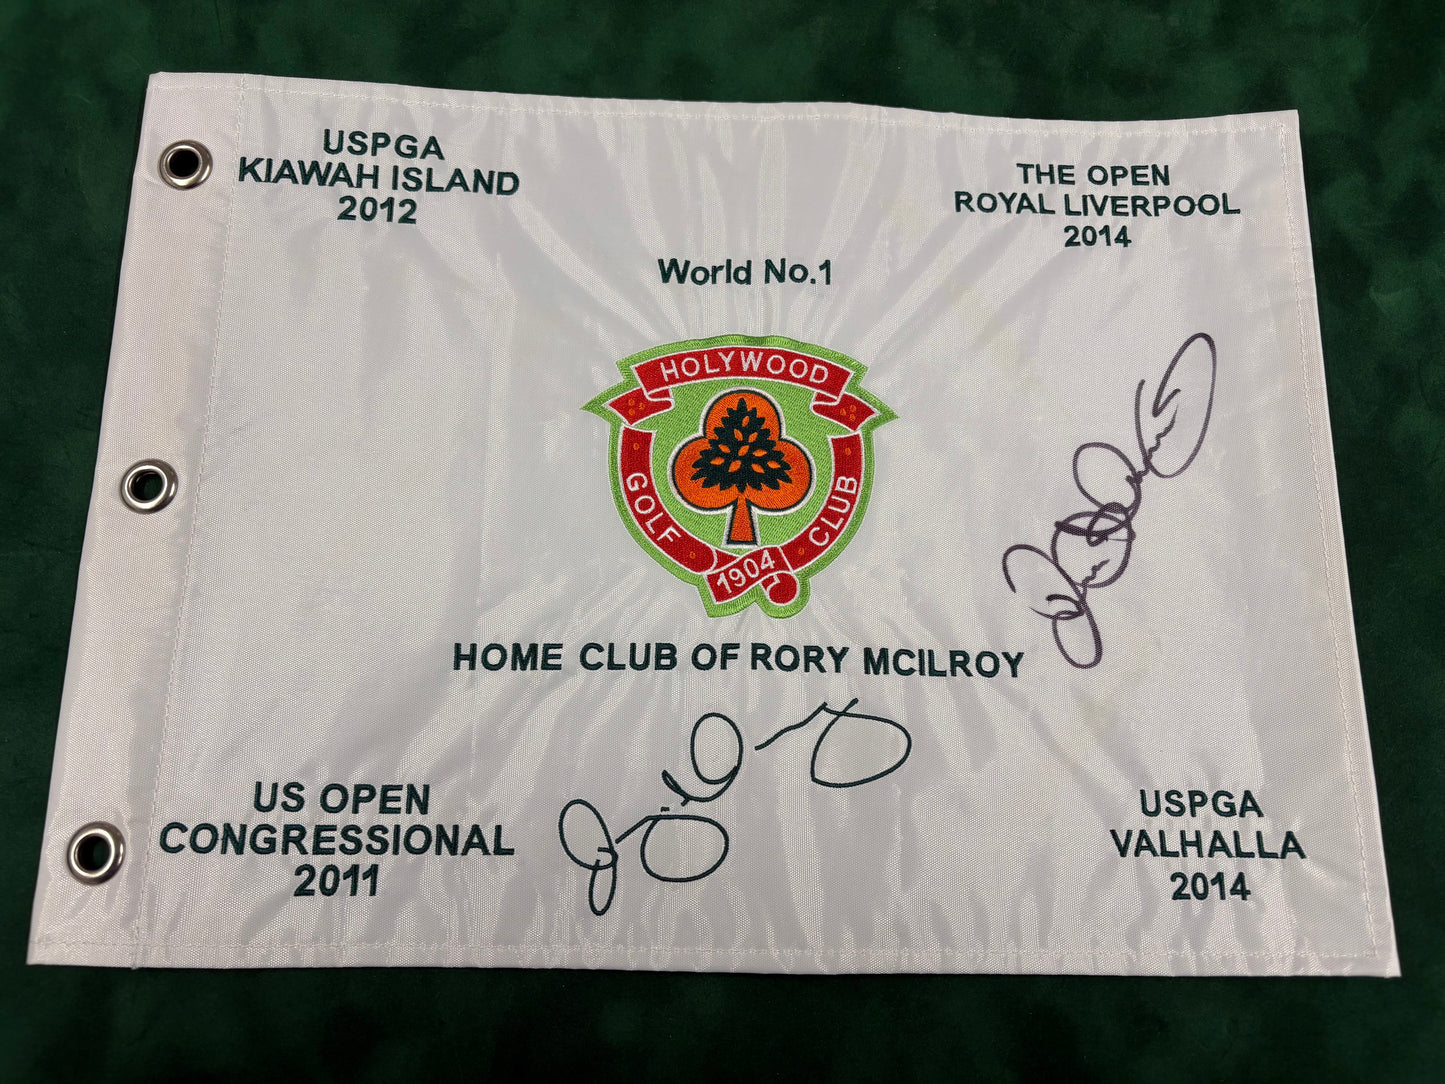 USPGA
KIAWAH ISLAND
2012
THE OPEN
ROYAL LIVERPOOL
2014
World No.1
HOLYWOOD
GOLF
CLUB
1904
HOME CLUB OF RORY MCILROY
US OPEN
CONGRESSIONAL
2011
USPGA
VALHALLA
2014